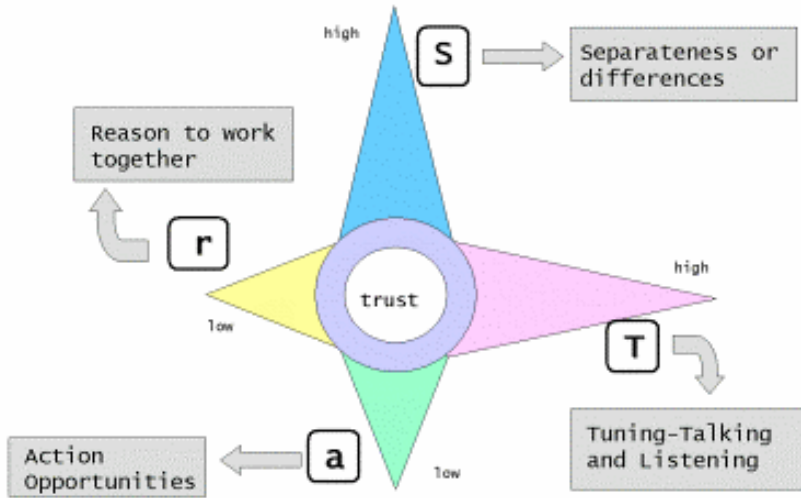 high
S
Separateness or
differences
Reason to work
together
r
high
trust
low
T
Tuning-Talking
and Listening
a
Action
Opportunities
low